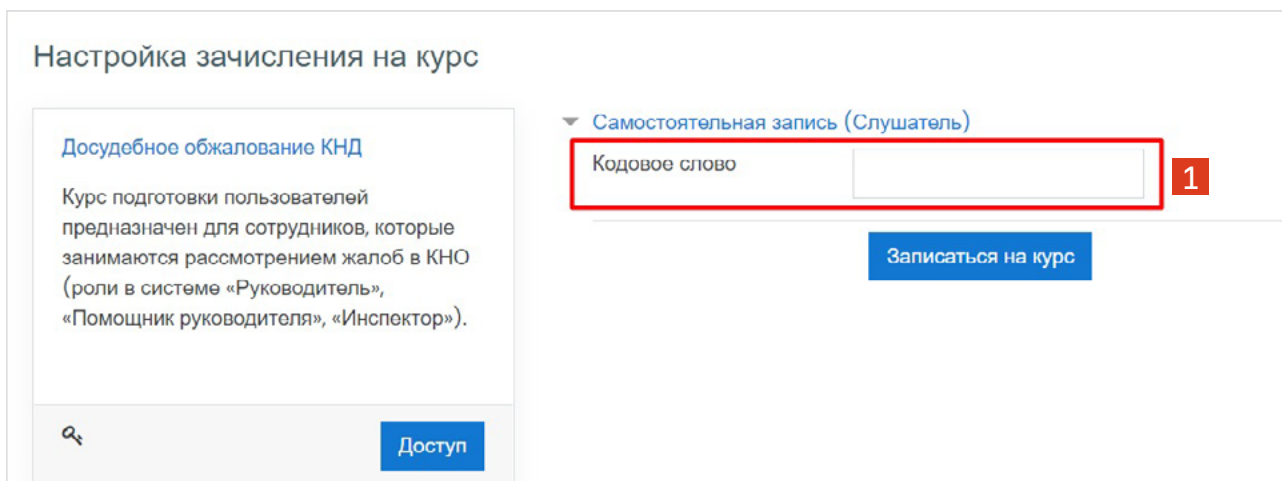 Настройка зачисления на курс
Досудебное обжалование КНД
Курс подготовки пользователей
предназначен для сотрудников, которые
занимаются рассмотрением жалоб в КНО
(роли в системе «Руководитель»,
«Помощник руководителя», «Инспектор»).
Доступ
Самостоятельная запись (Слушатель)
Кодовое слово
1
Записаться на курс